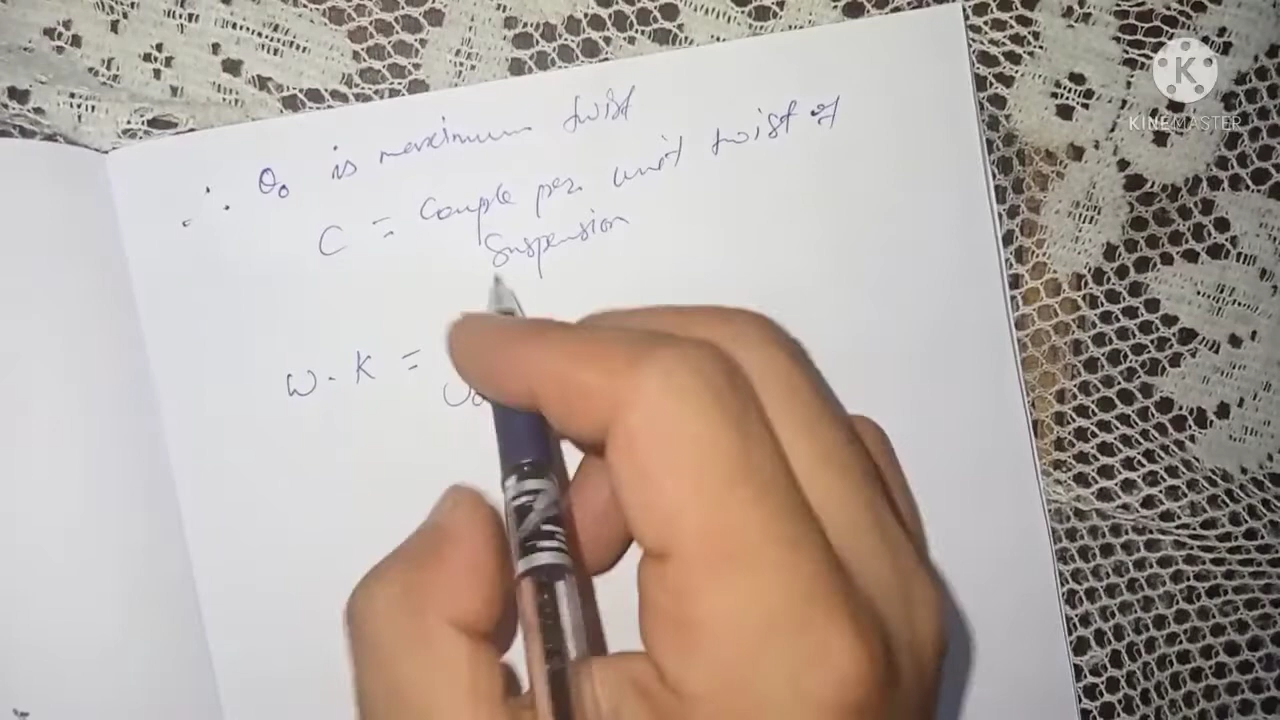 ∴ θ₀ is maximum twist
C = Couple per unit twist of
suspension
W. K =
KINEMASTER